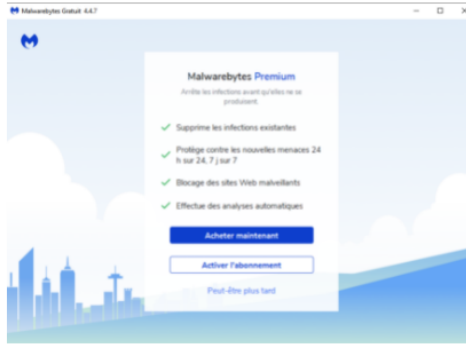 Malwarebytes Gratuit 4.4.7
Malwarebytes Premium
Arrête les infections avant qu'elles ne se
produisent.
Supprime les infections existantes
Protège contre les nouvelles menaces 24
h sur 24, 7 j sur 7
Blocage des sites Web malveillants
Effectue des analyses automatiques
Acheter maintenant
Activer l'abonnement
Peut-être plus tard